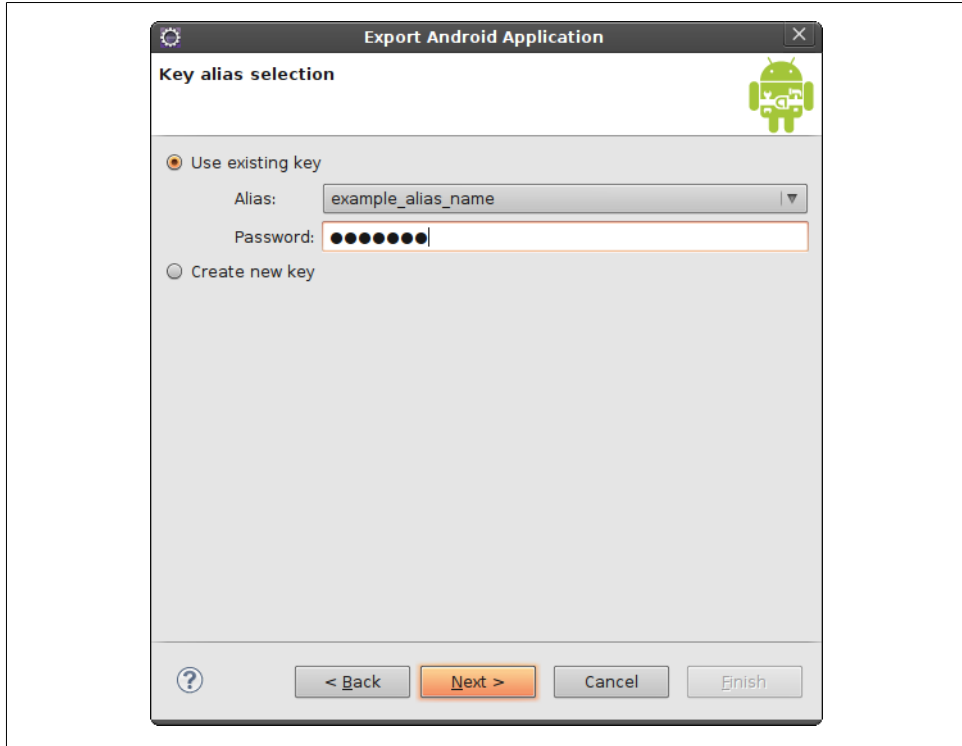 Export Android Application
Key alias selection
Use existing key
Alias: example_alias_name
Password: ●●●●●●●
Create new key
? < Back Next > Cancel Finish